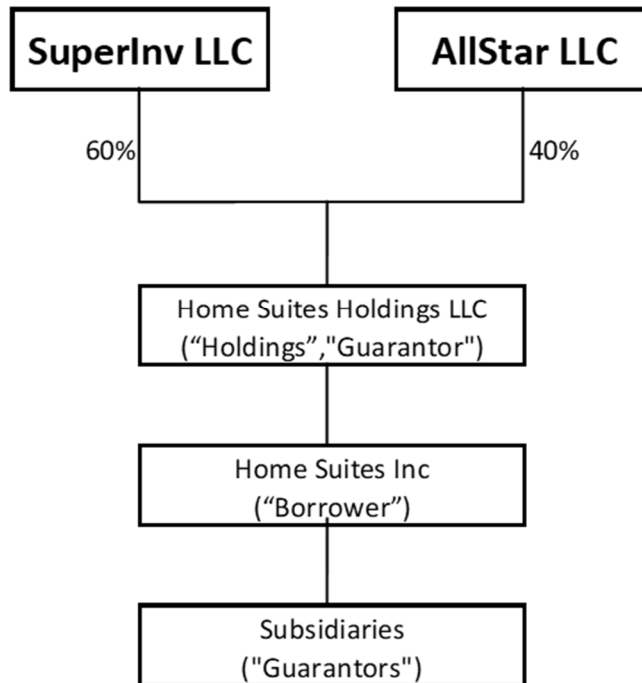 SuperInv LLC
AllStar LLC
60%
40%
Home Suites Holdings LLC
(“Holdings”,"Guarantor")
Home Suites Inc
(“Borrower”)
Subsidiaries
("Guarantors")